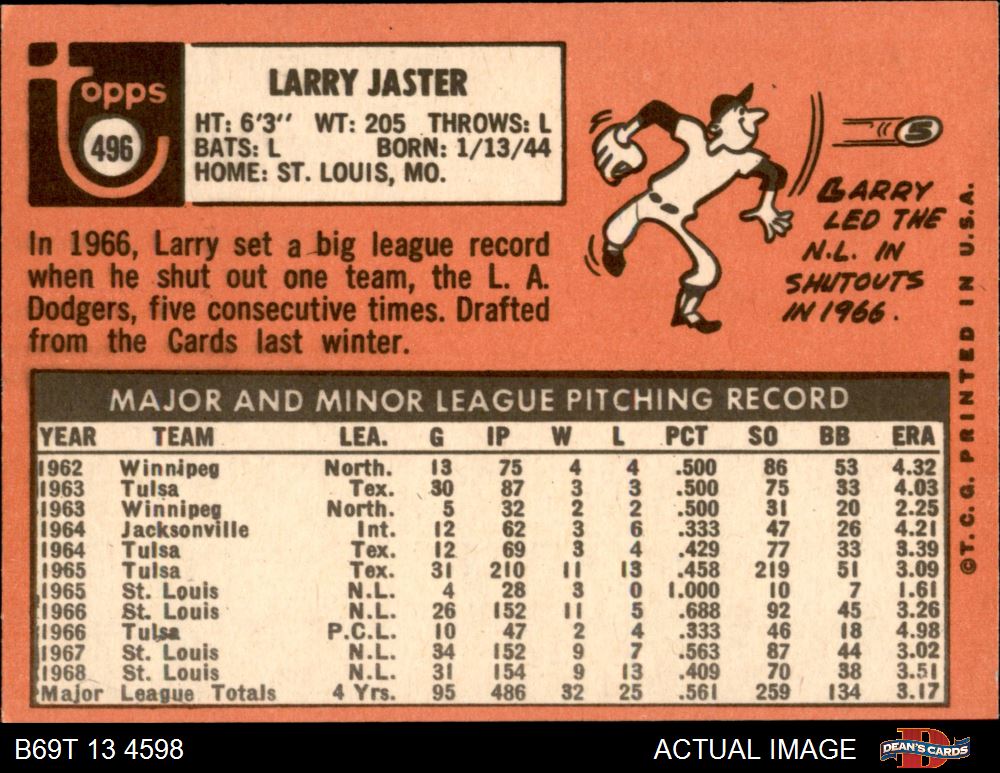 Topps
496
LARRY JASTER
HT: 6'3'' WT: 205 THROWS: L
BATS: L BORN: 1/13/44
HOME: ST. LOUIS, MO.
In 1966, Larry set a big league record
when he shut out one team, the L. A.
Dodgers, five consecutive times. Drafted
from the Cards last winter.
5
LARRY
LED THE
N.L. IN
SHUTOUTS
IN 1966.
©T. C. G. PRINTED IN U.S.A.
MAJOR AND MINOR LEAGUE PITCHING RECORD
YEAR TEAM LEA. G IP W L PCT SO BB ERA
1962 Winnipeg North. 13 75 4 4 .500 86 53 4.32
1963 Tulsa Tex. 30 87 3 3 .500 75 33 4.03
1963 Winnipeg North. 5 32 2 2 .500 31 20 2.25
1964 Jacksonville Int. 12 62 3 6 .333 47 26 4.21
1964 Tulsa Tex. 12 69 3 4 .429 77 33 3.39
1965 Tulsa Tex. 31 210 11 13 .458 219 51 3.09
1965 St. Louis N.L. 4 28 3 0 1.000 10 7 1.61
1966 St. Louis N.L. 26 152 11 5 .688 92 45 3.26
1966 Tulsa P.C.L. 10 47 2 4 .333 46 18 4.98
1967 St. Louis N.L. 34 152 9 7 .563 87 44 3.02
1968 St. Louis N.L. 31 154 9 13 .409 70 38 3.51
Major League Totals 4 Yrs. 95 486 32 25 .561 259 134 3.17
B69T 13 4598 ACTUAL IMAGE
DEAN'S CARDS